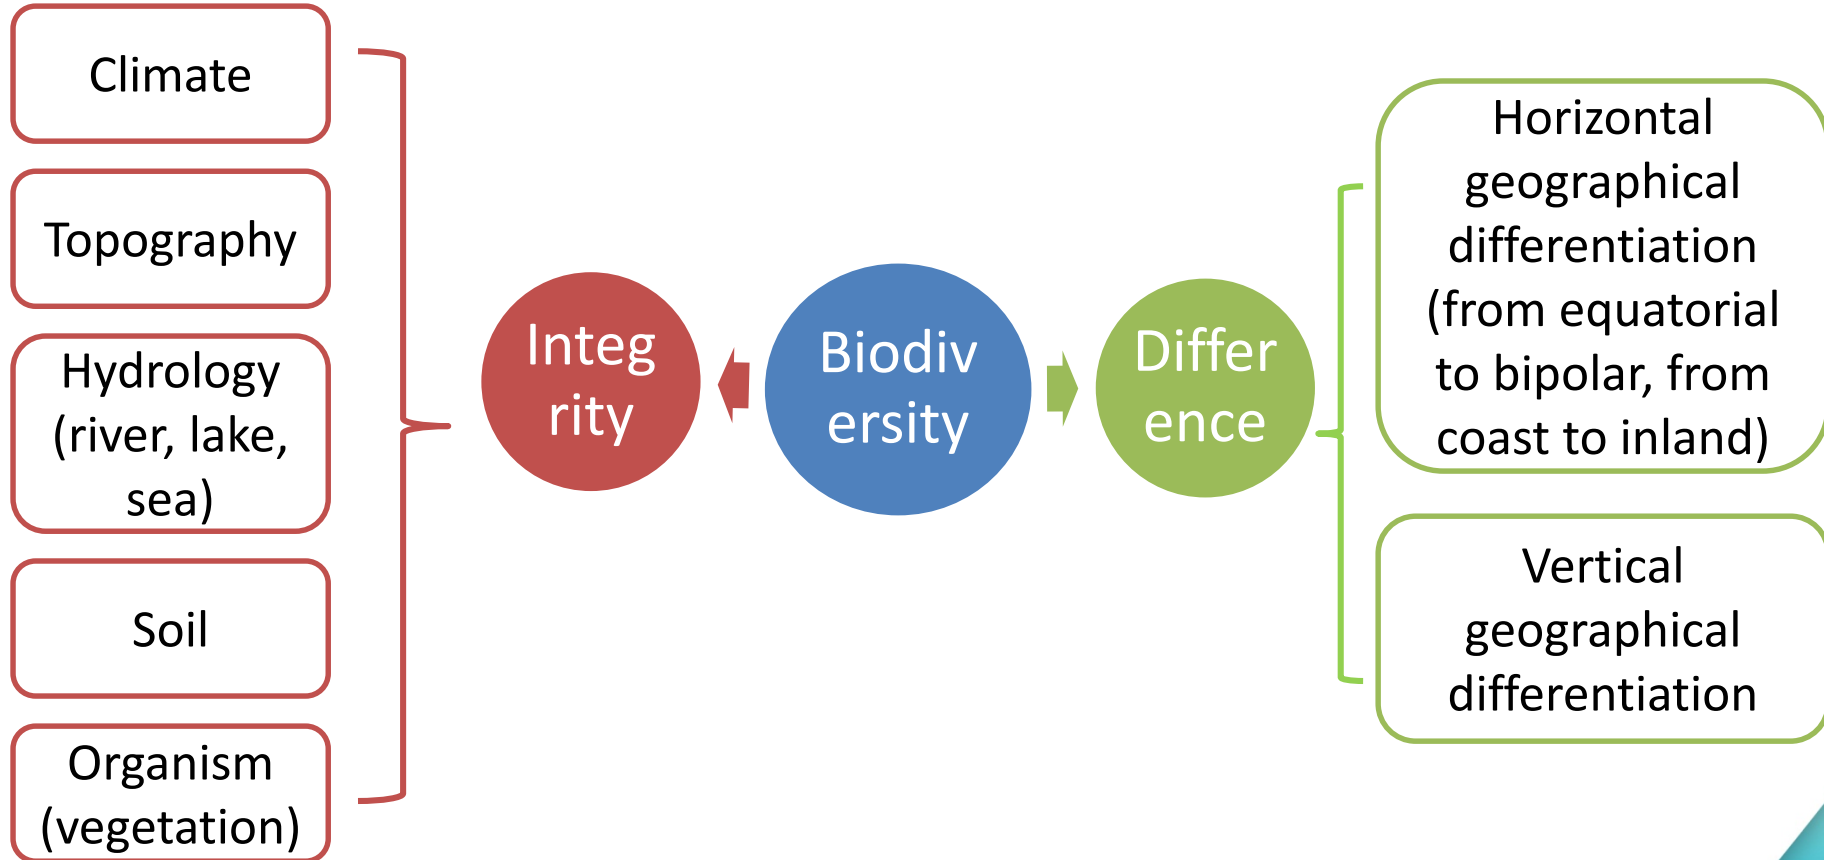 Climate
Topography
Hydrology
(river, lake,
sea)
Soil
Organism
(vegetation)
Integ
rity
Biodiv
ersity
Differ
ence
Horizontal
geographical
differentiation
(from equatorial
to bipolar, from
coast to inland)
Vertical
geographical
differentiation